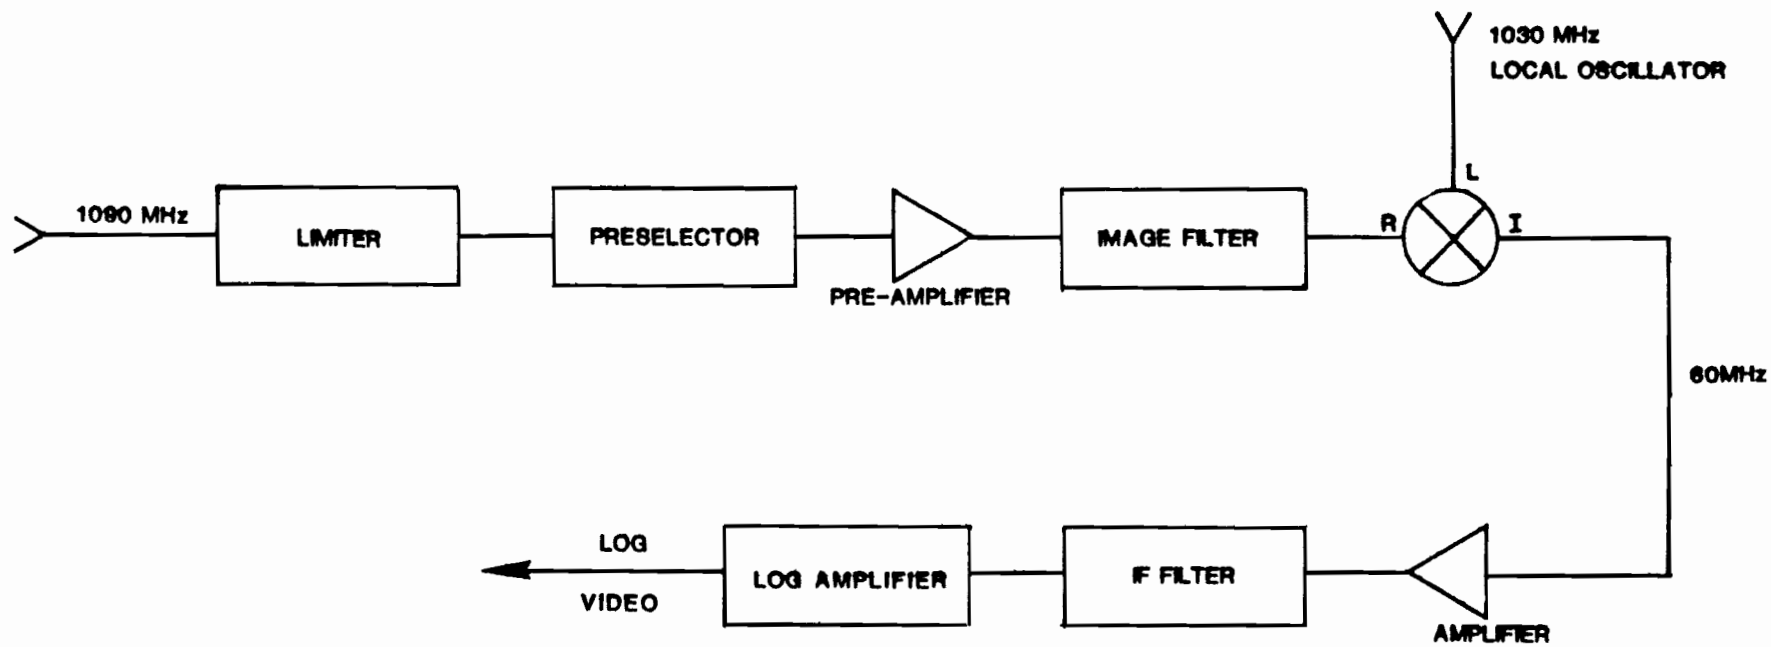 1030 MHz
LOCAL OSCILLATOR
1090 MHz
LIMITER
PRESELECTOR
PRE-AMPLIFIER
IMAGE FILTER
R
L
I
60MHz
AMPLIFIER
IF FILTER
LOG AMPLIFIER
LOG
VIDEO